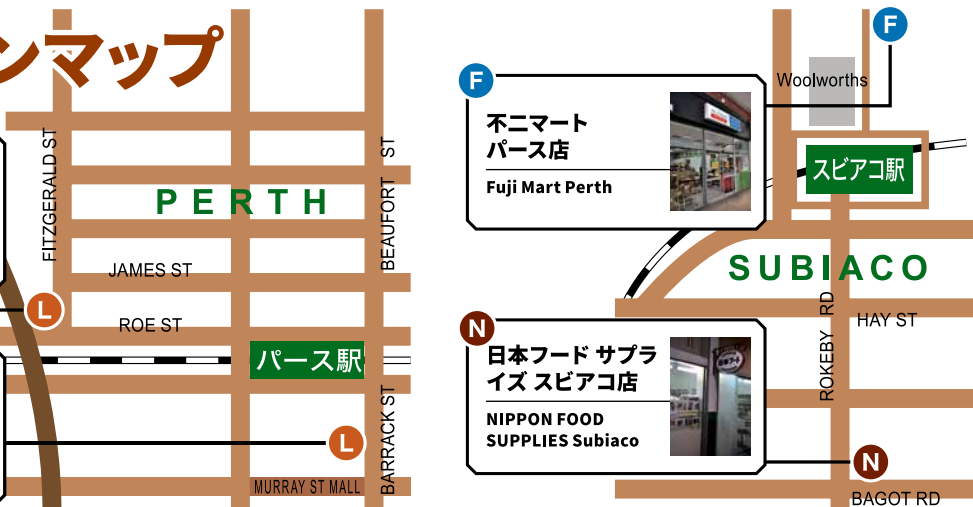 ンマップ
FITZGERALD ST
BEAUFORT ST
PERTH
JAMES ST
L
ROE ST
パース駅
BARRACK ST
L
MURRAY ST MALL
F
不二マート
パース店
Fuji Mart Perth
F
Woolworths
スビアコ駅
SUBIACO
ROKEBY RD
HAY ST
N
日本フード サプラ
イズ スビアコ店
NIPPON FOOD
SUPPLIES Subiaco
N
BAGOT RD